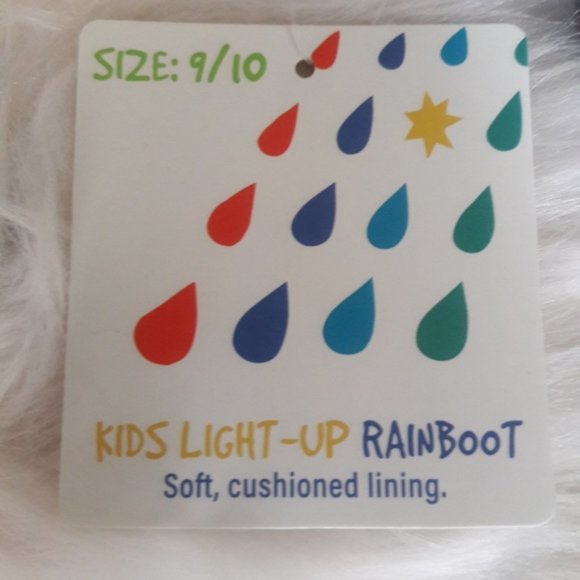 SIZE: 9/10
KIDS LIGHT-UP RAINBOOT
Soft, cushioned lining.